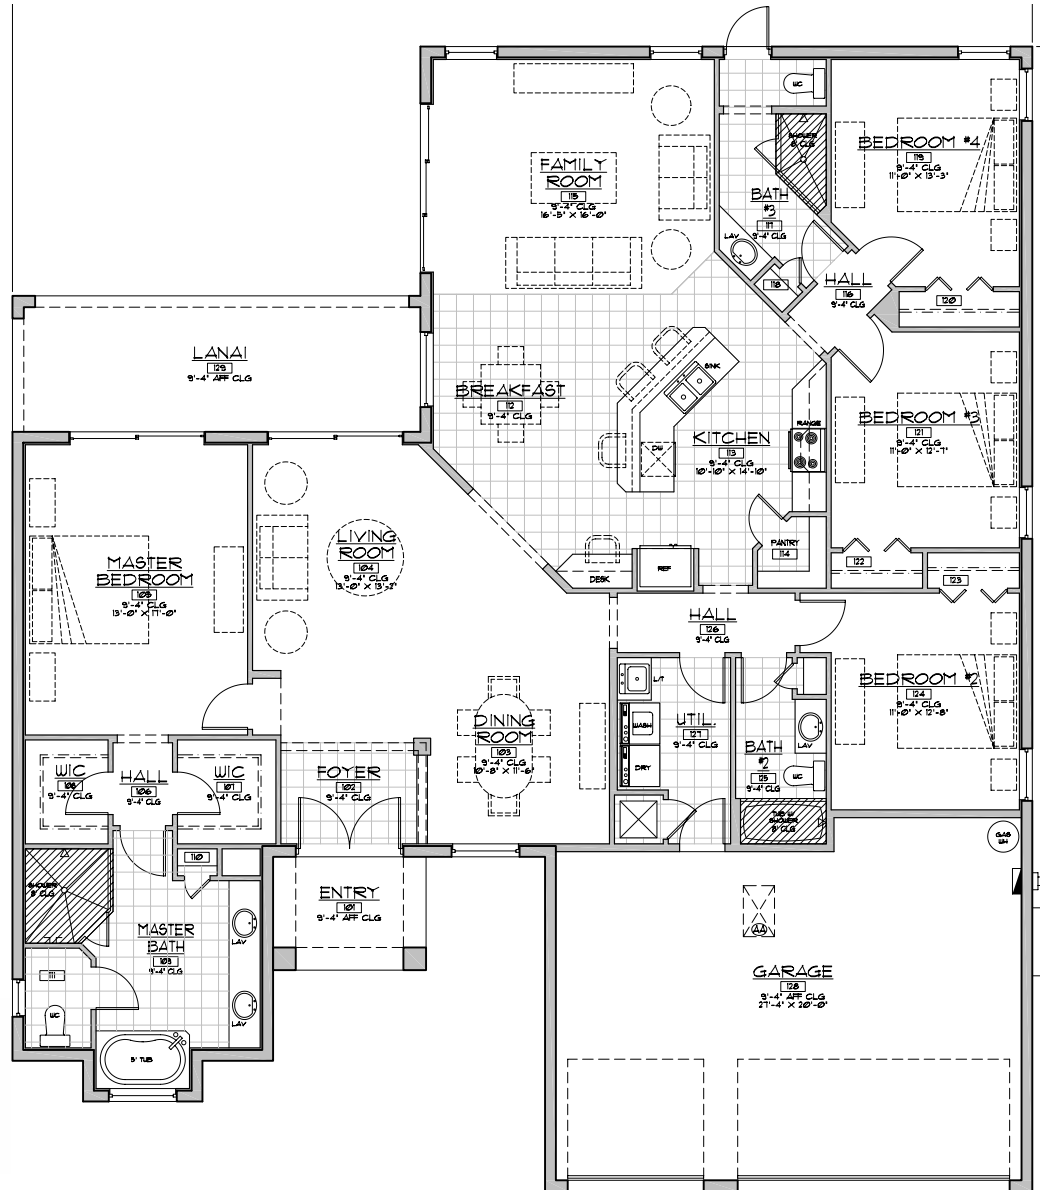 WC
SHOWER
8' CLG
BEDROOM #4
119
9'-4" CLG
11'-0" X 13'-3"
FAMILY
ROOM
115
9'-4" CLG
16'-5" X 16'-0"
BATH
#3
117
9'-4" CLG
LAV
118
HALL
116
9'-4" CLG
120
LANAI
129
9'-4" AFF CLG
SINK
BREAKFAST
112
9'-4" CLG
BEDROOM #3
121
9'-4" CLG
11'-0" X 12'-7"
KITCHEN
113
9'-4" CLG
10'-10" X 14'-10"
RANGE
DW
LIVING
ROOM
104
9'-4" CLG
13'-0" X 13'-2"
MASTER
BEDROOM
9'-4" CLG
13'-0" X 17'-0"
PANTRY
114
DESK
REF
122
123
HALL
126
9'-4" CLG
L/T
BEDROOM #2
124
9'-4" CLG
11'-0" X 12'-8"
DINING
ROOM
103
9'-4" CLG
10'-8" X 11'-6"
WASH
UTIL.
127
9'-4" CLG
DRY
LAV
BATH
#2
125
9'-4" CLG
WC
TUB W/
SHOWER
8' CLG
WIC
108
9'-4" CLG
HALL
106
9'-4" CLG
WIC
107
9'-4" CLG
FOYER
102
9'-4" CLG
GAS
WH
110
SHOWER
8' CLG
ENTRY
101
9'-4" AFF CLG
LAV
MASTER
BATH
9'-4" CLG
AA
111
WC
LAV
5' TUB
GARAGE
128
9'-4" AFF CLG
27'-4" X 20'-0"